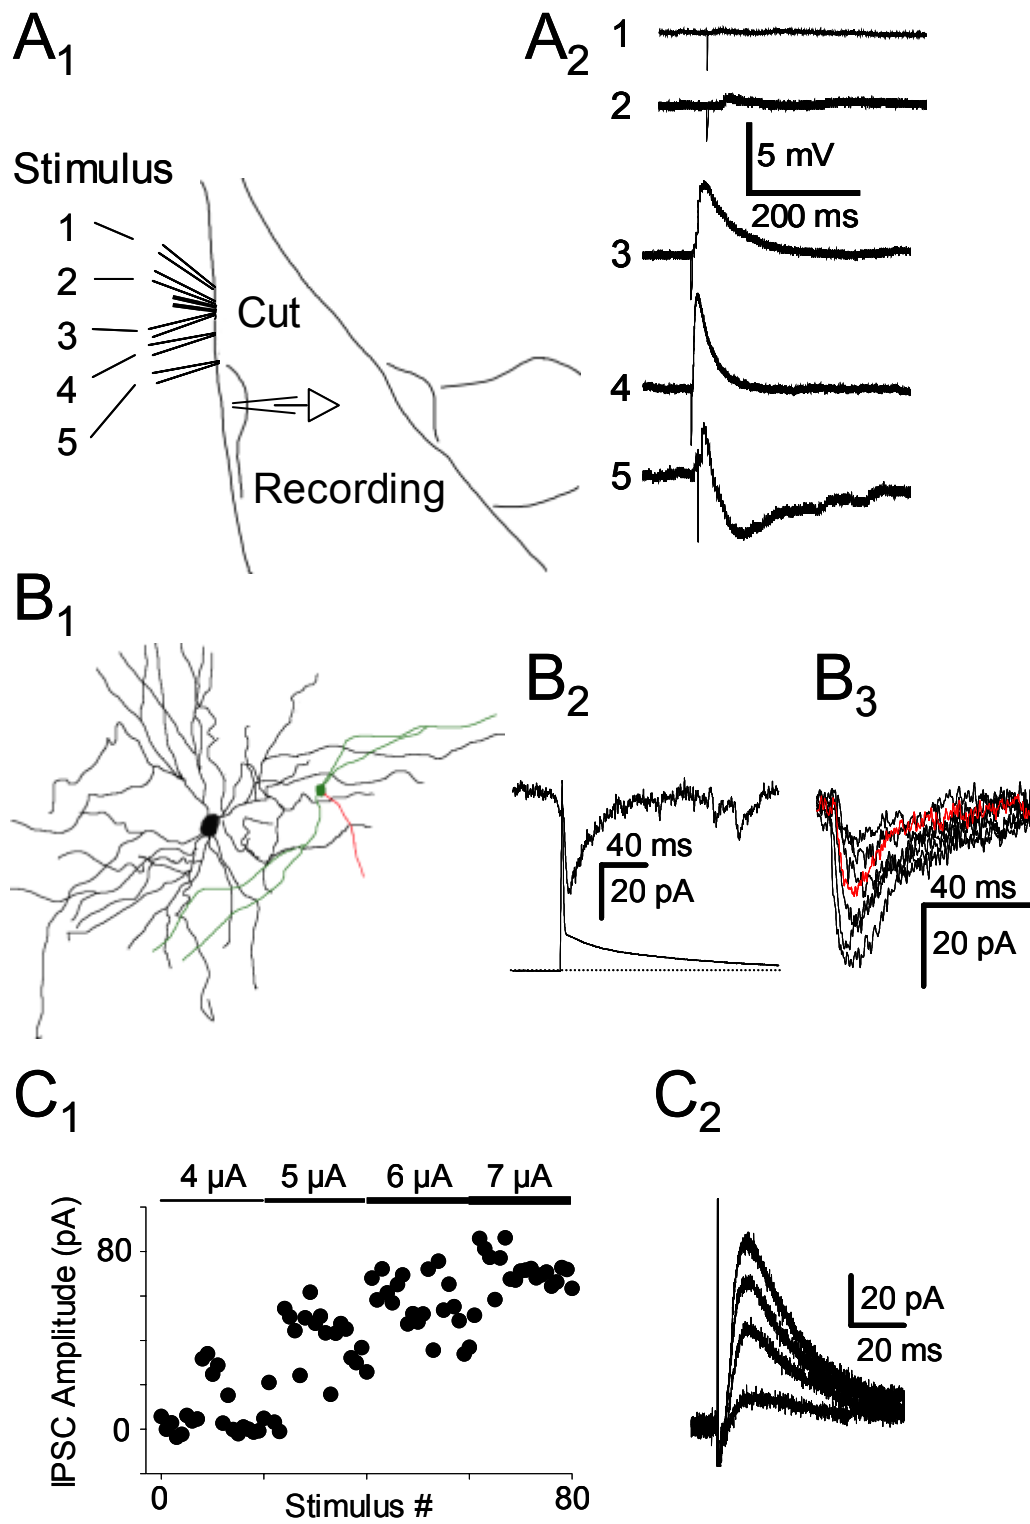 A1
A2
Stimulus
1
2
3
4
5
Cut
Recording
1
2
5 mV
200 ms
3
4
5
B1
B2
B3
40 ms
20 pA
40 ms
20 pA
C1
C2
4 µA 5 µA 6 µA 7 µA
IPSC Amplitude (pA)
80
0
0 80
Stimulus #
20 pA
20 ms